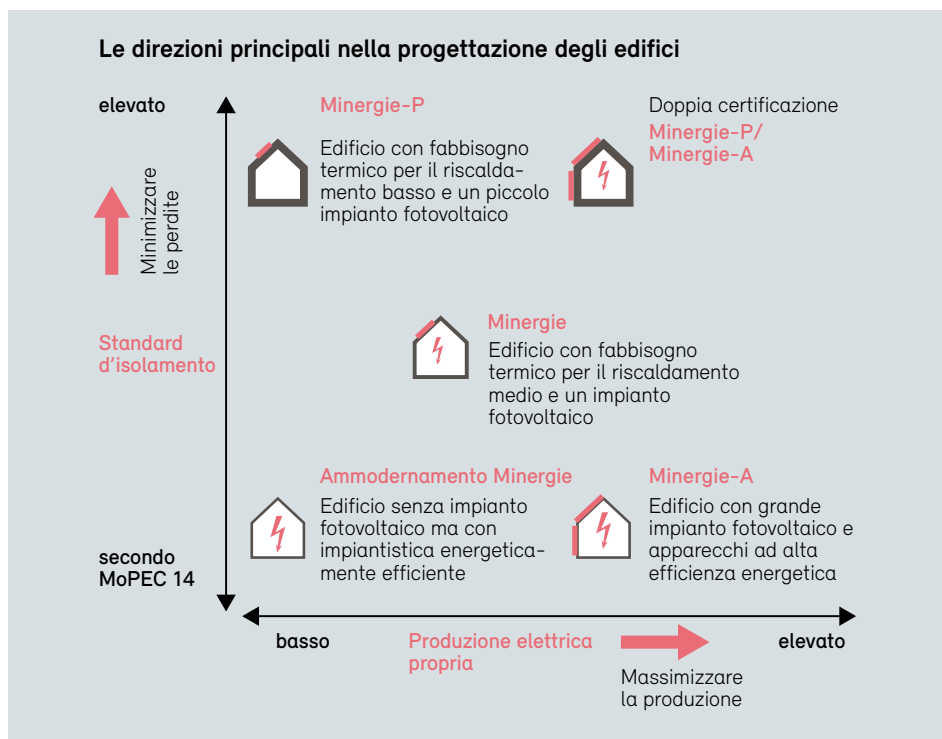 Le direzioni principali nella progettazione degli edifici
elevato
Minimizzare
le perdite
Standard
d'isolamento
secondo
MoPEC 14
Minergie-P
Edificio con fabbisogno
termico per il riscalda-
mento basso e un piccolo
impianto fotovoltaico
Doppia certificazione
Minergie-P/
Minergie-A
Minergie
Edificio con fabbisogno
termico per il riscaldamento
medio e un impianto
fotovoltaico
Ammodernamento Minergie
Edificio senza impianto
fotovoltaico ma con
impiantistica energetica-
mente efficiente
Minergie-A
Edificio con grande
impianto fotovoltaico e
apparecchi ad alta
efficienza energetica
basso
Produzione elettrica
propria
elevato
Massimizzare
la produzione